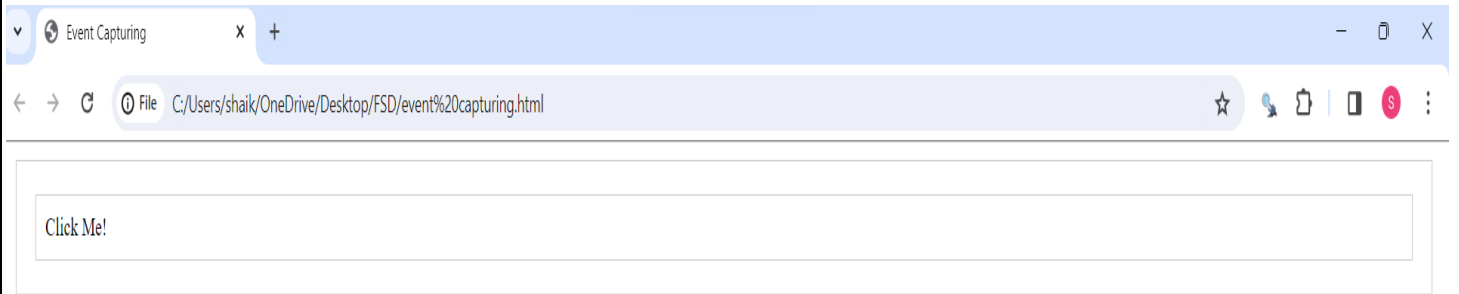 Event Capturing
File C:/Users/shaik/OneDrive/Desktop/FSD/event%20capturing.html
S
Click Me!